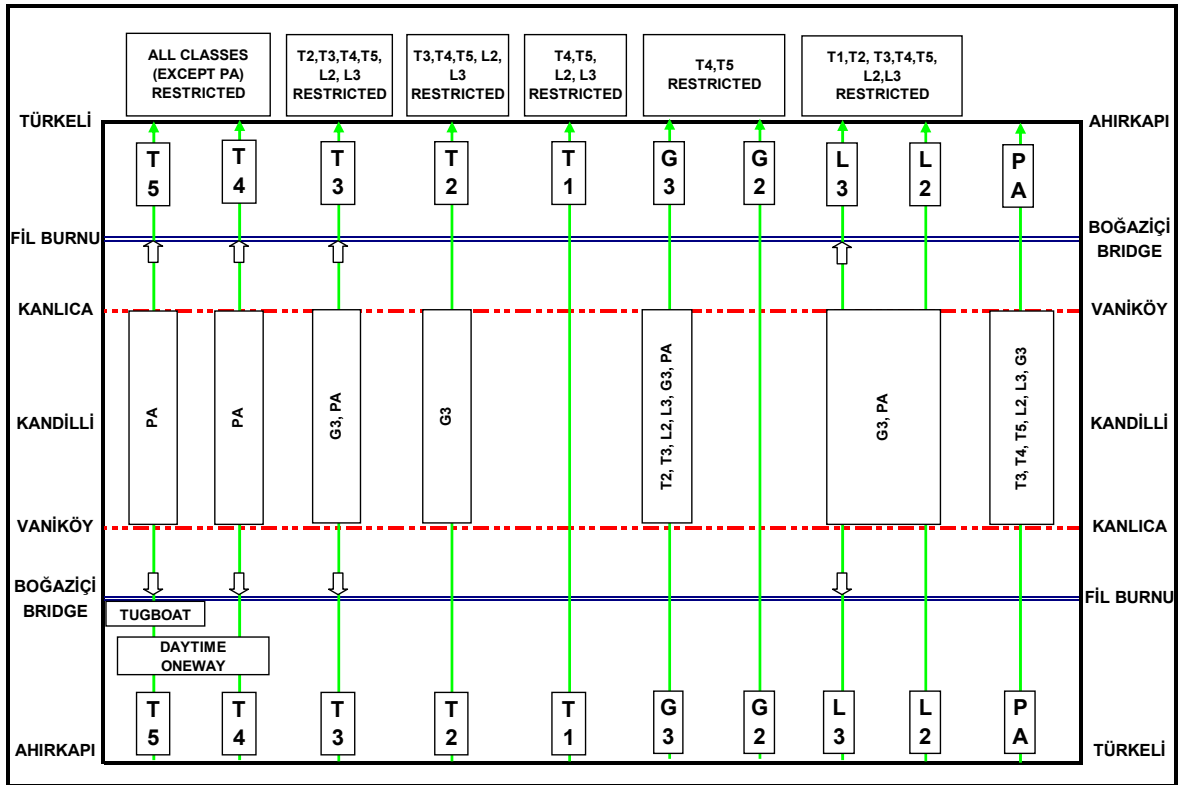 ALL CLASSES
(EXCEPT PA)
RESTRICTED
T2,T3,T4,T5,
L2, L3
RESTRICTED
T3,T4,T5, L2,
L3
RESTRICTED
T4,T5,
L2, L3
RESTRICTED
T4,T5
RESTRICTED
T1,T2, T3,T4,T5,
L2,L3
RESTRICTED
TÜRKELİ
AHIRKAPI
T
5
T
4
T
3
T
2
T
1
G
3
G
2
L
3
L
2
P
A
FİL BURNU
BOĞAZİÇİ
BRIDGE
KANLICA
VANİKÖY
KANDİLLİ
PA
PA
G3, PA
G3
T2, T3, L2, L3, G3, PA
G3, PA
T3, T4, T5, L2, L3, G3
KANDİLLİ
VANİKÖY
KANLICA
BOĞAZİÇİ
BRIDGE
FİL BURNU
TUGBOAT
DAYTIME
ONEWAY
T
5
T
4
T
3
T
2
T
1
G
3
G
2
L
3
L
2
P
A
AHIRKAPI
TÜRKELİ